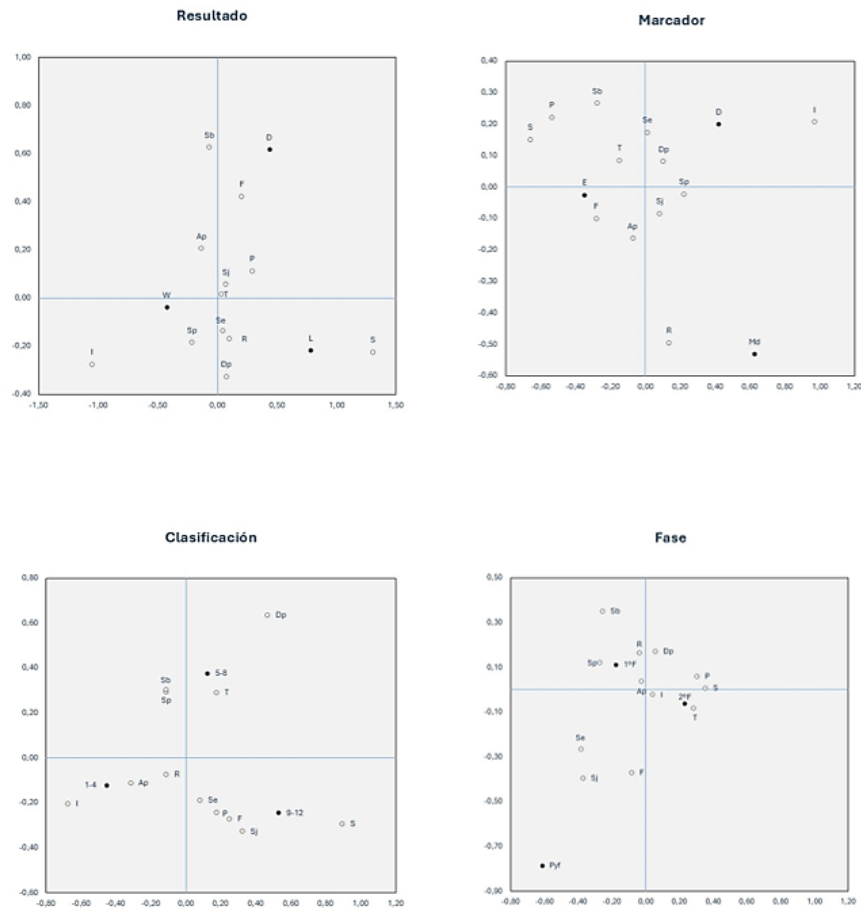 Resultado
1,00
0,80
Sb
D
0,60
F
0,40
Ap
0,20
P
Sj
W
T
0,00
Se
Sp
R
L
S
-0,20
I
Dp
-0,40
-1,50
-1,00
-0,50
0,00
0,50
1,00
1,50
Marcador
0,40
0,30
Sb
P
D
I
0,20
S
Se
0,10
T
Dp
E
Sp
0,00
F
Sj
-0,10
Ap
-0,20
-0,30
-0,40
R
Md
-0,50
-0,60
-0,80
-0,60
-0,40
-0,20
0,00
0,20
0,40
0,60
0,80
1,00
1,20
Clasificación
0,80
Dp
0,60
0,40
5-8
Sb
T
Sp
0,20
0,00
R
1-4
Ap
I
Se
-0,20
P
F
9-12
S
Sj
-0,40
-0,60
-0,80
-0,60
-0,40
-0,20
0,00
0,20
0,40
0,60
0,80
1,00
1,20
Fase
0,50
Sb
0,30
R
Dp
Sp
1ºF
0,10
P
Ap
I
S
2ºF
-0,10
T
Se
-0,30
F
Sj
-0,50
-0,70
Pyf
-0,90
-0,80
-0,60
-0,40
-0,20
0,00
0,20
0,40
0,60
0,80
1,00
1,20